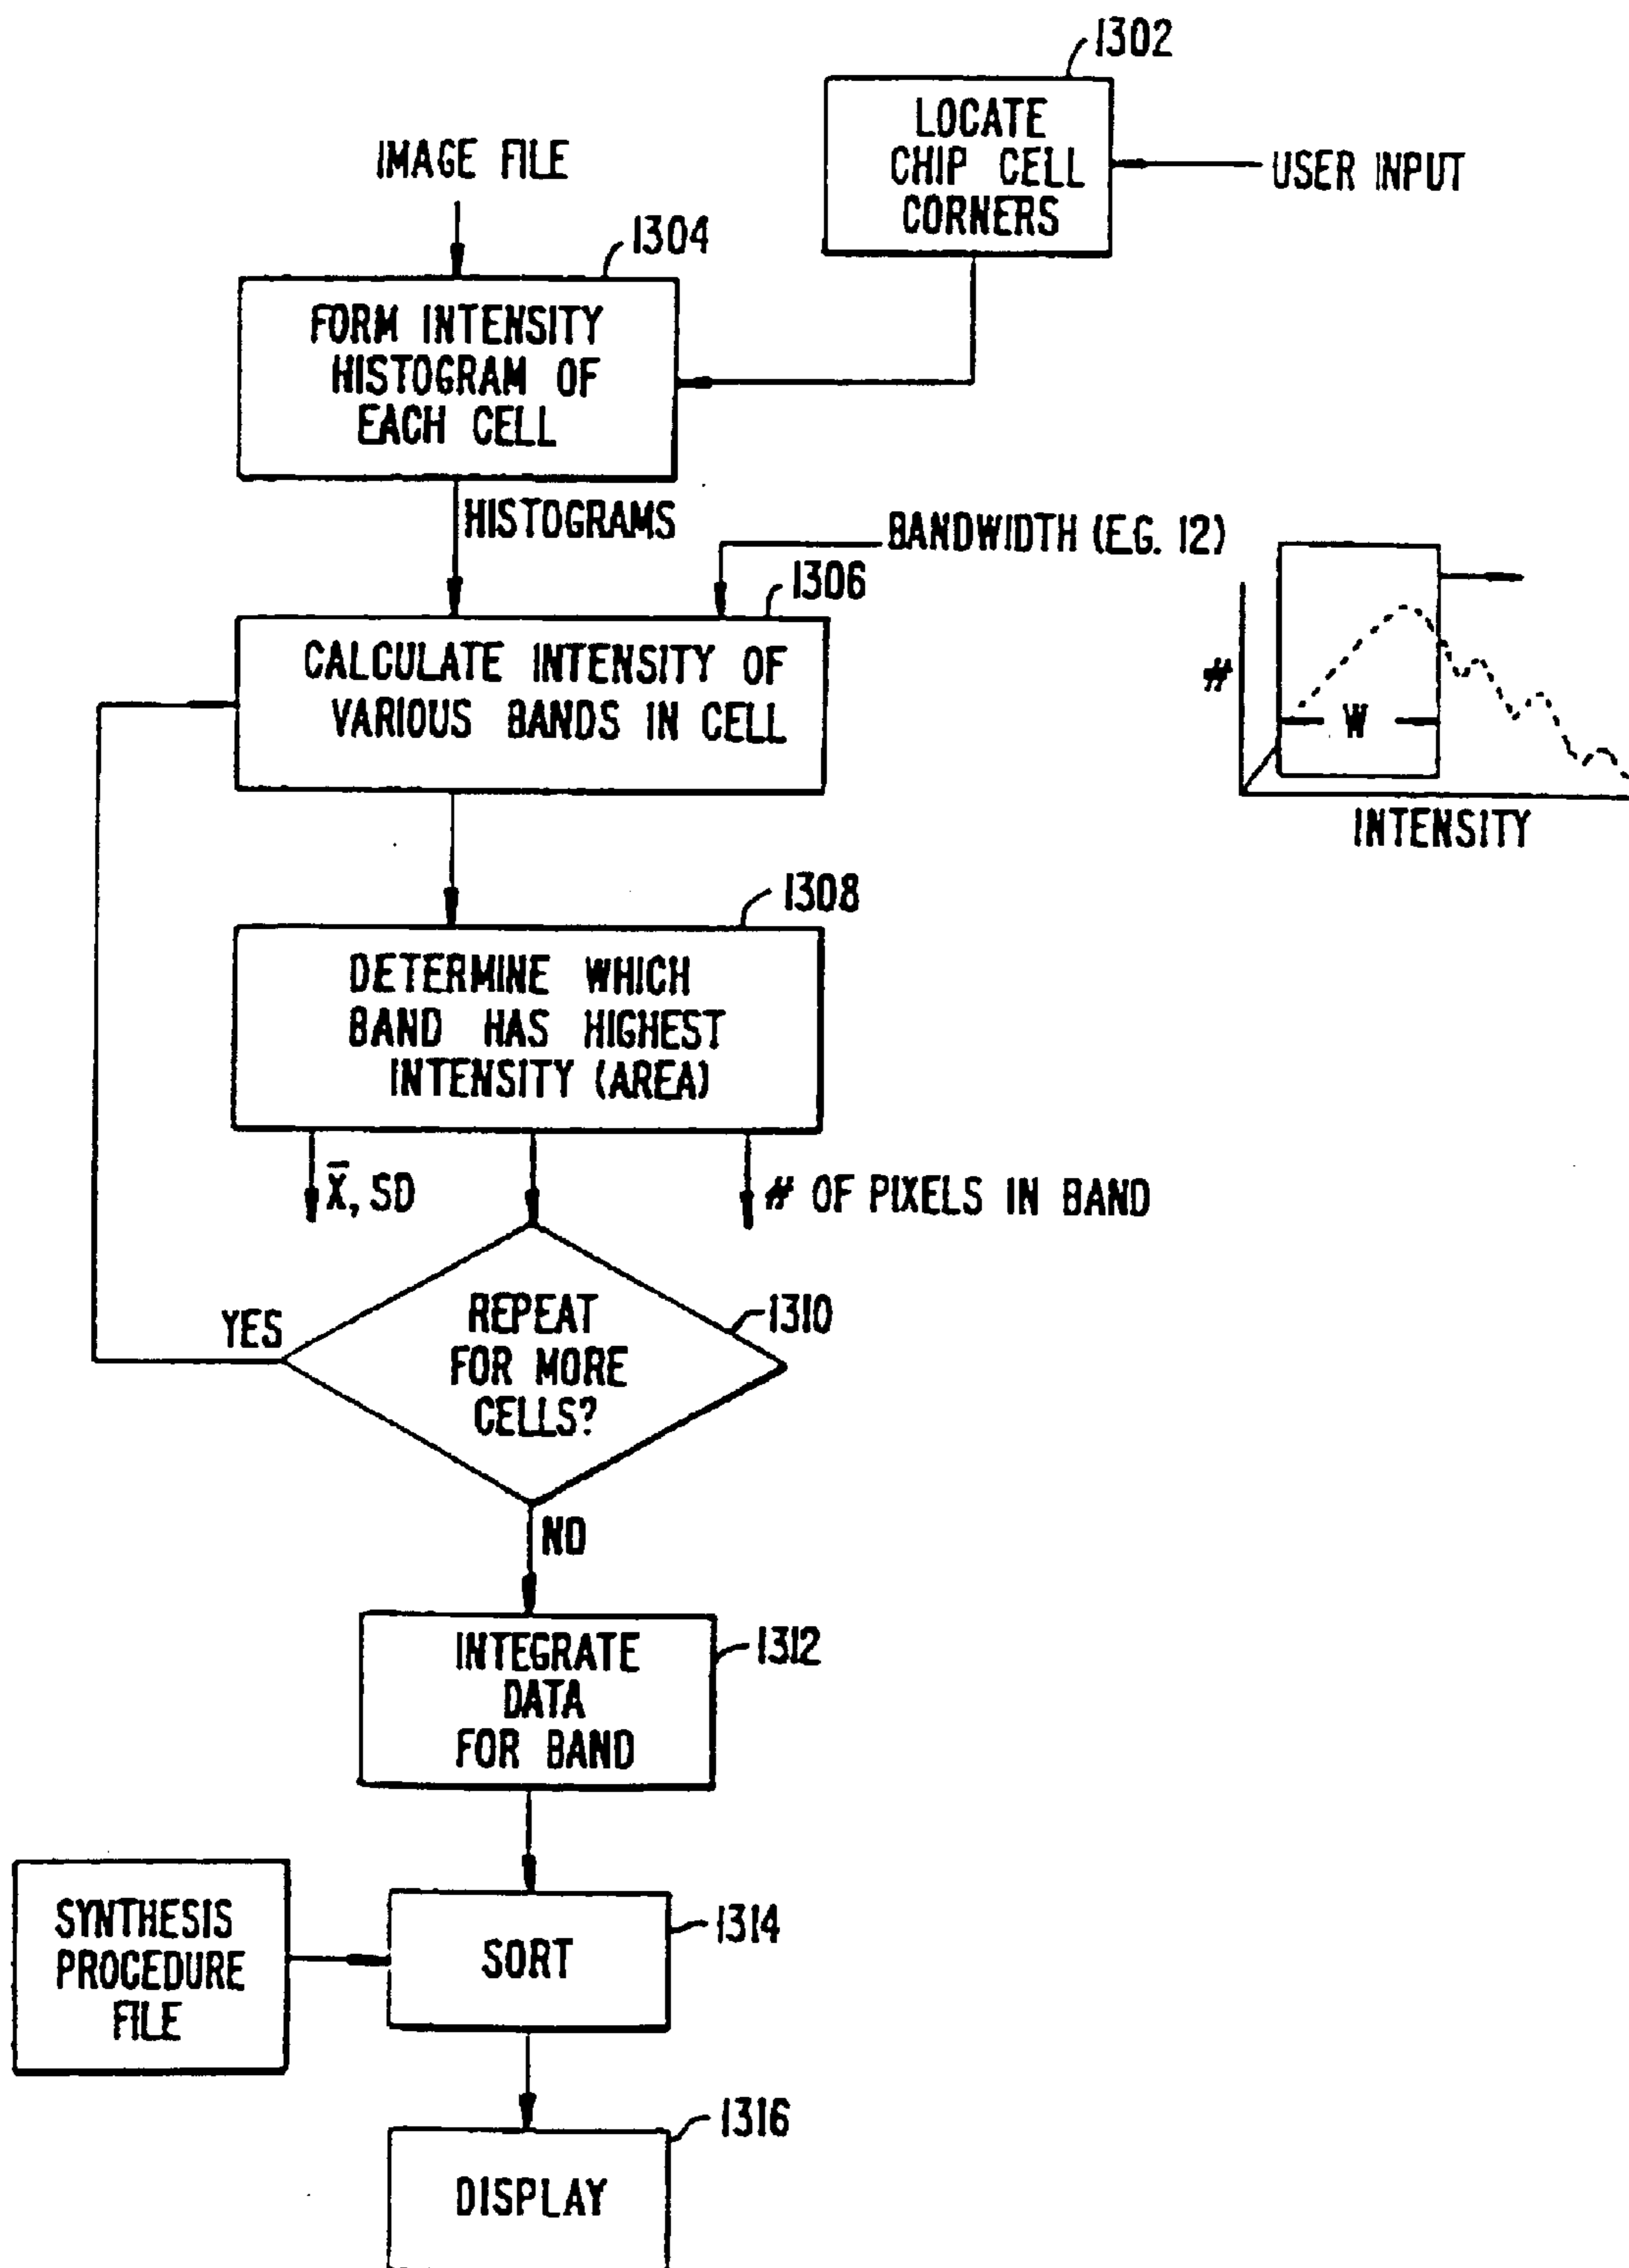 1302
LOCATE
CHIP CELL
CORNERS
USER INPUT
IMAGE FILE
1304
FORM INTENSITY
HISTOGRAM OF
EACH CELL
HISTOGRAMS
BANDWIDTH (E.G. 12)
1306
CALCULATE INTENSITY OF
VARIOUS BANDS IN CELL
#
W
INTENSITY
1308
DETERMINE WHICH
BAND HAS HIGHEST
INTENSITY (AREA)
X̄, SD
# OF PIXELS IN BAND
1310
REPEAT
FOR MORE
CELLS?
YES
NO
1312
INTEGRATE
DATA
FOR BAND
SYNTHESIS
PROCEDURE
FILE
1314
SORT
1316
DISPLAY